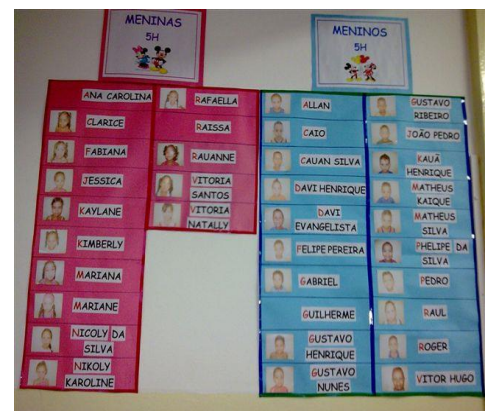 MENINAS
5H
ANA CAROLINA
CLARICE
FABIANA
JESSICA
KAYLANE
KIMBERLY
MARIANA
MARIANE
NICOLY DA
SILVA
NIKOLY
KAROLINE
RAFAELLA
RAISSA
RAUANNE
VITORIA
SANTOS
VITORIA
NATALLY
MENINOS
5H
ALLAN
CAIO
CAUAN SILVA
DAVI HENRIQUE
DAVI
EVANGELISTA
FELIPE PEREIRA
GABRIEL
GUILHERME
GUSTAVO
HENRIQUE
GUSTAVO
NUNES
GUSTAVO
RIBEIRO
JOÃO PEDRO
KAUÃ
HENRIQUE
MATHEUS
KAIQUE
MATHEUS
SILVA
PHELIPE DA
SILVA
PEDRO
RAUL
ROGER
VITOR HUGO